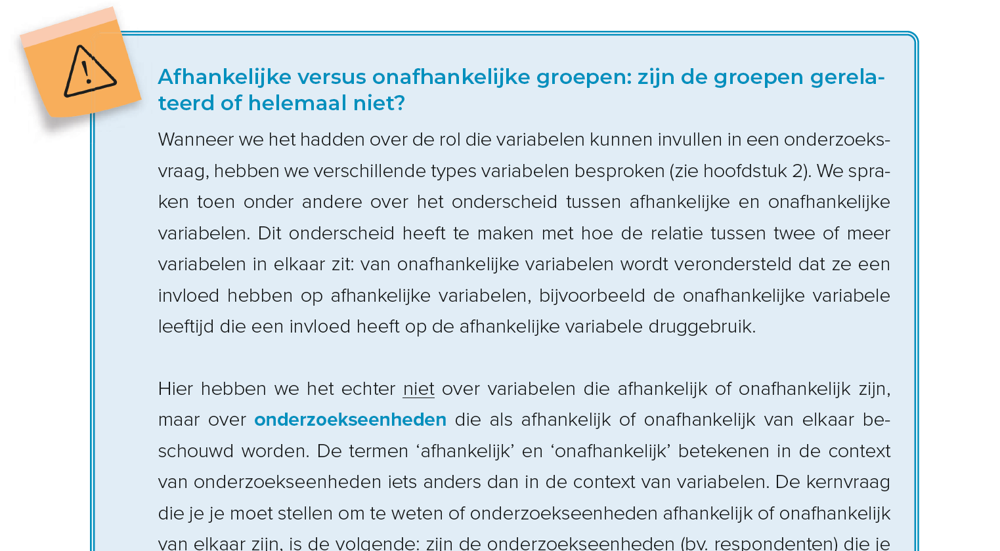 Afhankelijke versus onafhankelijke groepen: zijn de groepen gerela-
teerd of helemaal niet?
Wanneer we het hadden over de rol die variabelen kunnen invullen in een onderzoeks-
vraag, hebben we verschillende types variabelen besproken (zie hoofdstuk 2). We spra-
ken toen onder andere over het onderscheid tussen afhankelijke en onafhankelijke
variabelen. Dit onderscheid heeft te maken met hoe de relatie tussen twee of meer
variabelen in elkaar zit: van onafhankelijke variabelen wordt verondersteld dat ze een
invloed hebben op afhankelijke variabelen, bijvoorbeeld de onafhankelijke variabele
leeftijd die een invloed heeft op de afhankelijke variabele druggebruik.
Hier hebben we het echter niet over variabelen die afhankelijk of onafhankelijk zijn,
maar over onderzoekseenheden die als afhankelijk of onafhankelijk van elkaar be-
schouwd worden. De termen ‘afhankelijk’ en ‘onafhankelijk’ betekenen in de context
van onderzoekseenheden iets anders dan in de context van variabelen. De kernvraag
die je je moet stellen om te weten of onderzoekseenheden afhankelijk of onafhankelijk
van elkaar zijn, is de volgende: zijn de onderzoekseenheden (bv. respondenten) die je